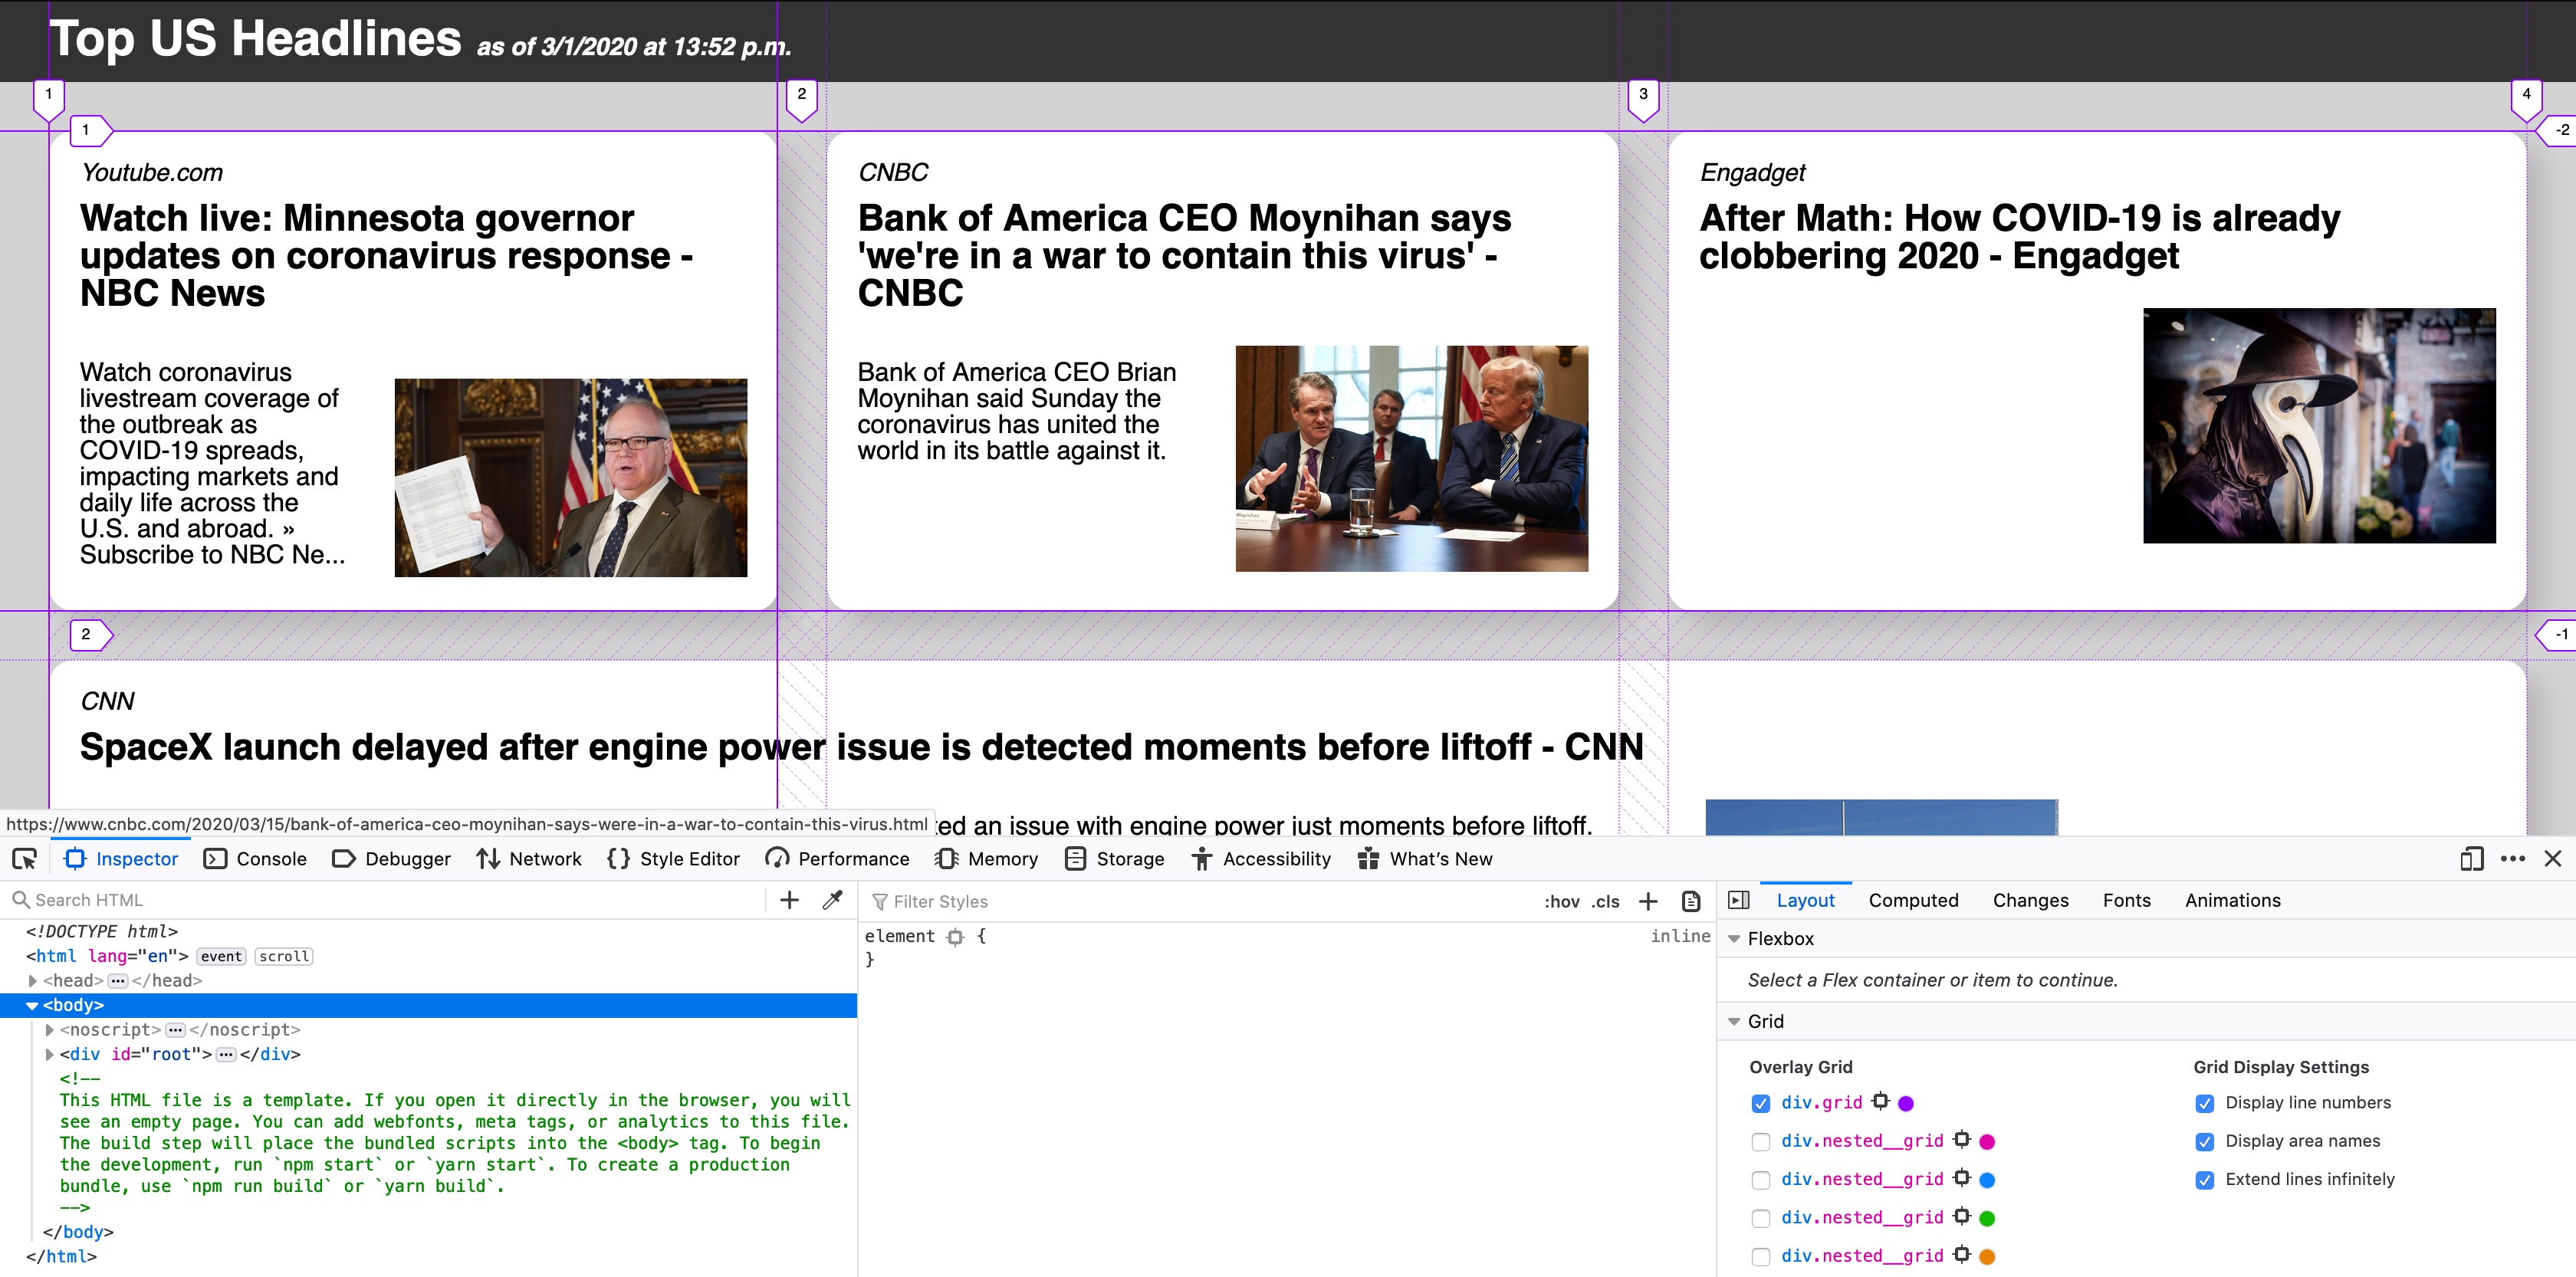 Top US Headlines as of 3/1/2020 at 13:52 p.m.
1
2
3
4
1
-2
Youtube.com
Watch live: Minnesota governor
updates on coronavirus response -
NBC News
Watch coronavirus
livestream coverage of
the outbreak as
COVID-19 spreads,
impacting markets and
daily life across the
U.S. and abroad. »
Subscribe to NBC Ne...
CNBC
Bank of America CEO Moynihan says
'we're in a war to contain this virus' -
CNBC
Bank of America CEO Brian
Moynihan said Sunday the
coronavirus has united the
world in its battle against it.
Moynihan
Engadget
After Math: How COVID-19 is already
clobbering 2020 - Engadget
2
-1
CNN
SpaceX launch delayed after engine power issue is detected moments before liftoff - CNN
ted an issue with engine power just moments before liftoff.
https://www.cnbc.com/2020/03/15/bank-of-america-ceo-moynihan-says-were-in-a-war-to-contain-this-virus.html
Inspector Console Debugger Network Style Editor Performance Memory Storage Accessibility What's New
Search HTML
<!DOCTYPE html>
<html lang="en"> event scroll
<head> ... </head>
<body>
<noscript> ... </noscript>
<div id="root"> ... </div>
<!--
This HTML file is a template. If you open it directly in the browser, you will
see an empty page. You can add webfonts, meta tags, or analytics to this file.
The build step will place the bundled scripts into the <body> tag. To begin
the development, run `npm start` or `yarn start`. To create a production
bundle, use `npm run build` or `yarn build`.
-->
</body>
</html>
Filter Styles :hov .cls
element { inline
}
Layout Computed Changes Fonts Animations
Flexbox
Select a Flex container or item to continue.
Grid
Overlay Grid
div.grid
div.nested__grid
div.nested__grid
div.nested__grid
div.nested__grid
Grid Display Settings
Display line numbers
Display area names
Extend lines infinitely